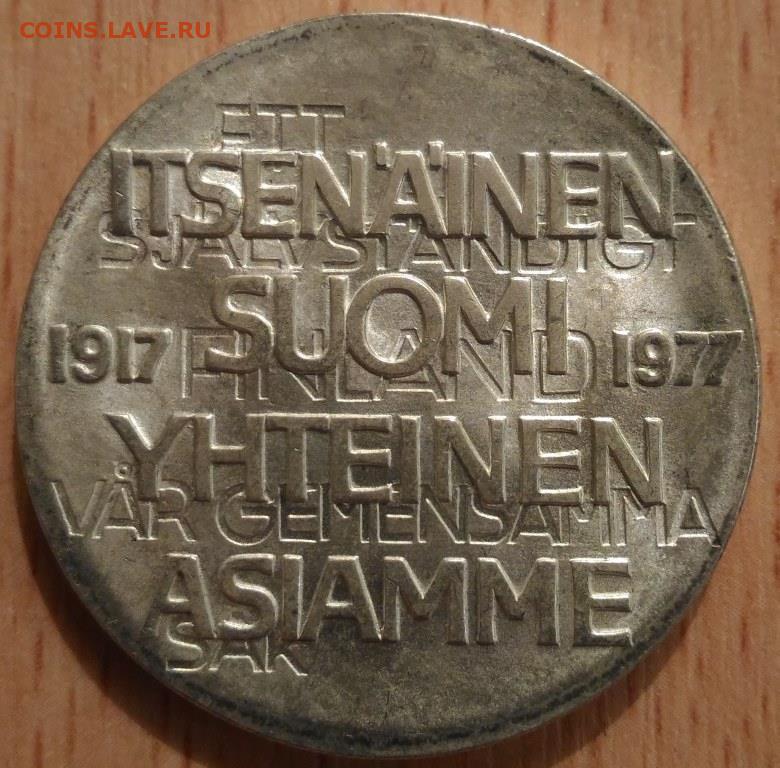 COINS.LAVE.RU
ETT
ITSENÄINEN
SJÄLVSTÄNDIGT
SUOMI
1917 FINLAND 1977
YHTEINEN
VÅR GEMENSAMMA
ASIAMME
SAK